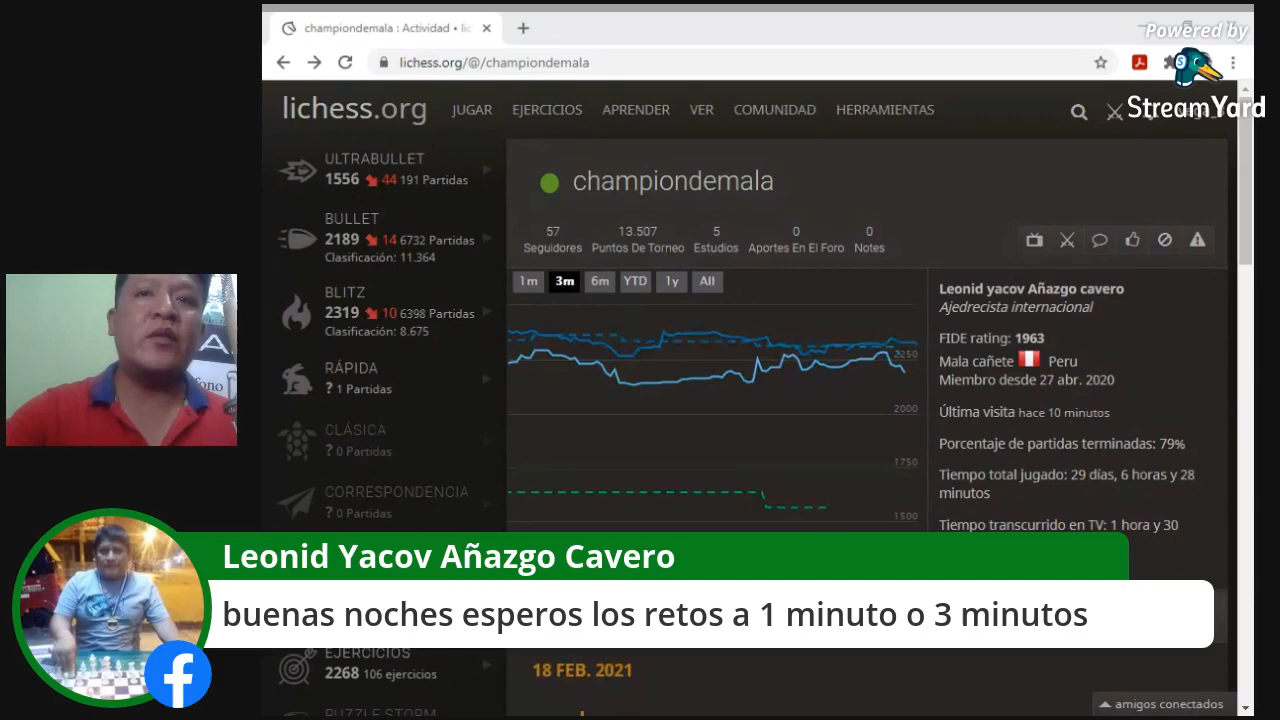 championdemala : Actividad • lic
lichess.org/@/championdemala
Powered by
StreamYard
lichess.org
JUGAR EJERCICIOS APRENDER VER COMUNIDAD HERRAMIENTAS
ULTRABULLET
1556 44 191 Partidas
BULLET
2189 14 6732 Partidas
Clasificación: 11.364
BLITZ
2319 10 6398 Partidas
Clasificación: 8.675
RÁPIDA
? 1 Partidas
CLÁSICA
? 0 Partidas
CORRESPONDENCIA
? 0 Partidas
championdemala
57 13.507 5 0 0
Seguidores Puntos De Torneo Estudios Aportes En El Foro Notes
1m 3m 6m YTD 1y All
2250
2000
1750
1500
Leonid yacov Añazgo cavero
Ajedrecista internacional
FIDE rating: 1963
Mala cañete Peru
Miembro desde 27 abr. 2020
Última visita hace 10 minutos
Porcentaje de partidas terminadas: 79%
Tiempo total jugado: 29 días, 6 horas y 28
minutos
Tiempo transcurrido en TV: 1 hora y 30
Leonid Yacov Añazgo Cavero
buenas noches esperos los retos a 1 minuto o 3 minutos
EJERCICIOS
2268 106 ejercicios
PUZZLE STORM
18 FEB. 2021
amigos conectados